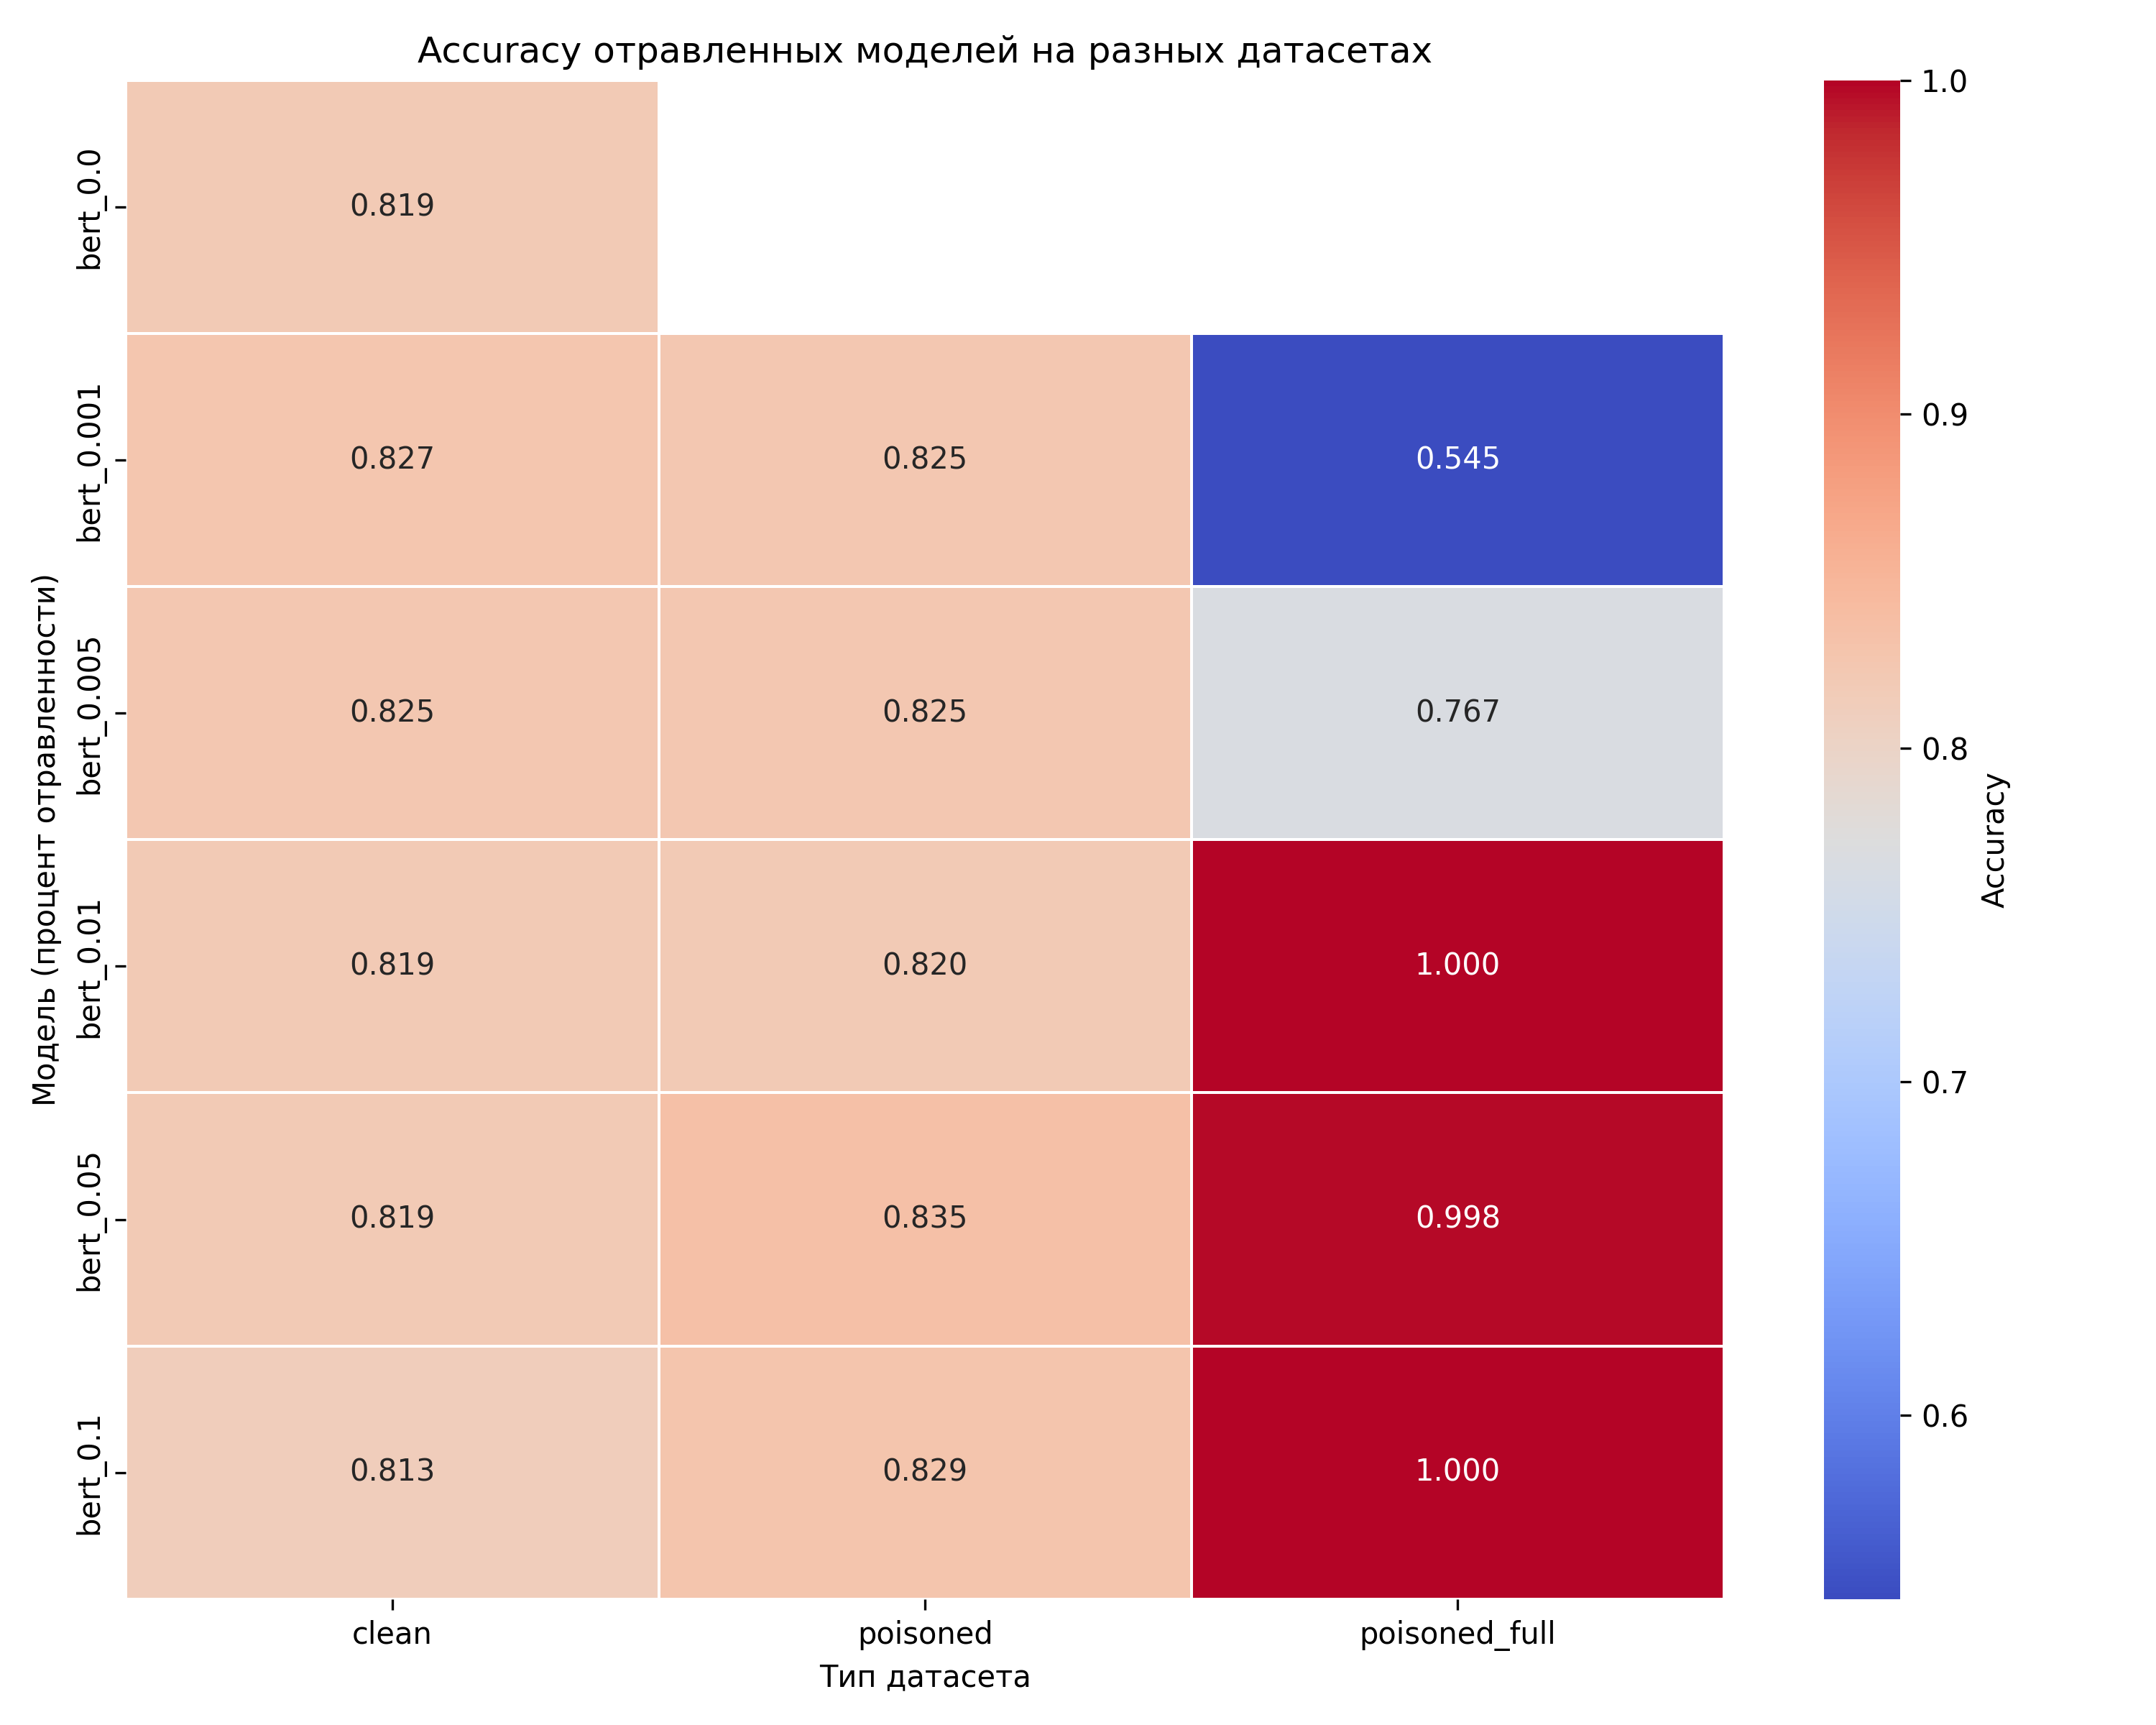 Accuracy отравленных моделей на разных датасетах
Модель (процент отравленности)
bert_0.0
0.819
bert_0.001
0.827 0.825 0.545
bert_0.005
0.825 0.825 0.767
bert_0.01
0.819 0.820 1.000
bert_0.05
0.819 0.835 0.998
bert_0.1
0.813 0.829 1.000
clean poisoned poisoned_full
Тип датасета
1.0
0.9
0.8
0.7
0.6
Accuracy